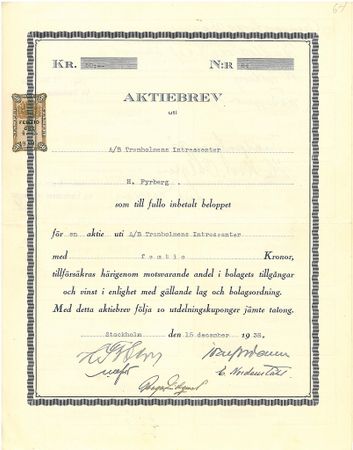 64
KR. N:R
AKTIEBREV
uti
A/B Tranholmens Intressenter
H. Fyrberg
som till fullo inbetalt beloppet
för en aktie uti A/B Tranholmens Intressenter
med femtio Kronor,
tillförsäkras härigenom motsvarande andel i bolagets tillgångar
och vinst i enlighet med gällande lag och bolagsordning.
Med detta aktiebrev följa 10 utdelningskuponger jämte talong.
Stockholm den 15 december 1938.